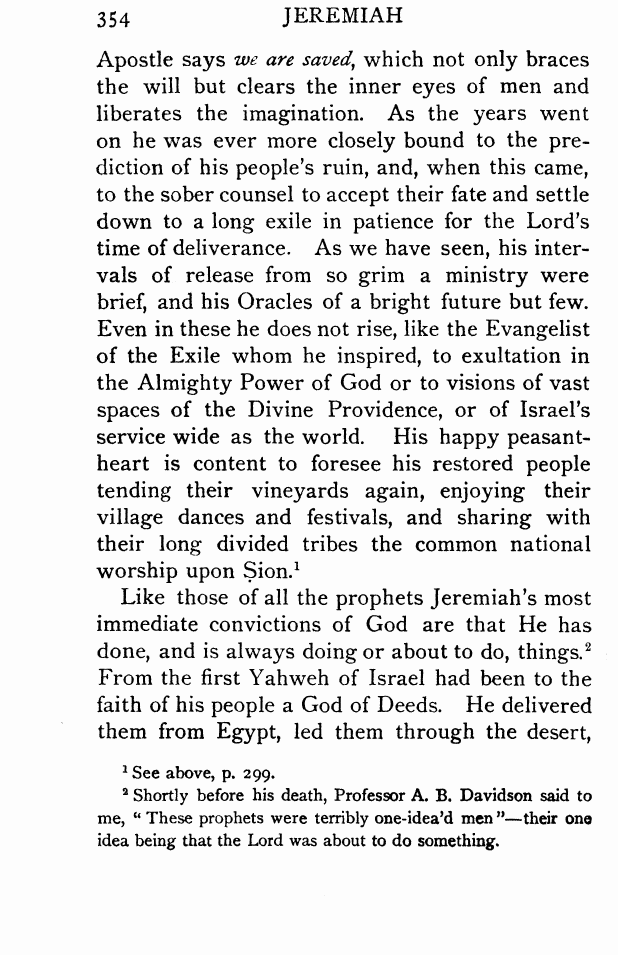 354 JEREMIAH
Apostle says we are saved, which not only braces
the will but clears the inner eyes of men and
liberates the imagination. As the years went
on he was ever more closely bound to the pre-
diction of his people's ruin, and, when this came,
to the sober counsel to accept their fate and settle
down to a long exile in patience for the Lord's
time of deliverance. As we have seen, his inter-
vals of release from so grim a ministry were
brief, and his Oracles of a bright future but few.
Even in these he does not rise, like the Evangelist
of the Exile whom he inspired, to exultation in
the Almighty Power of God or to visions of vast
spaces of the Divine Providence, or of Israel's
service wide as the world. His happy peasant-
heart is content to foresee his restored people
tending their vineyards again, enjoying their
village dances and festivals, and sharing with
their long divided tribes the common national
worship upon Ṣion.¹
Like those of all the prophets Jeremiah's most
immediate convictions of God are that He has
done, and is always doing or about to do, things.²
From the first Yahweh of Israel had been to the
faith of his people a God of Deeds. He delivered
them from Egypt, led them through the desert,
¹ See above, p. 299.
² Shortly before his death, Professor A. B. Davidson said to
me, " These prophets were terribly one-idea'd men "—their one
idea being that the Lord was about to do something.